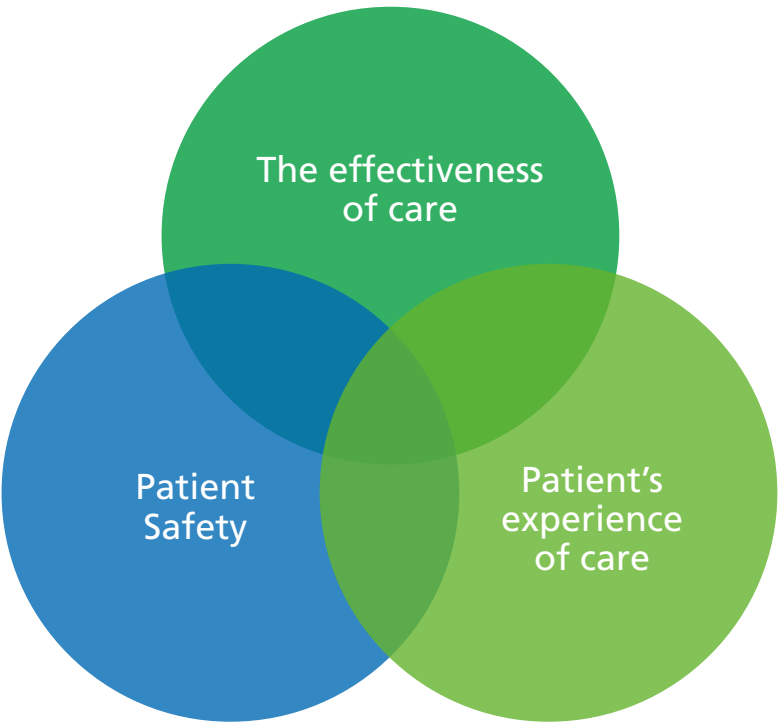 The effectiveness
of care
Patient
Safety
Patient’s
experience
of care